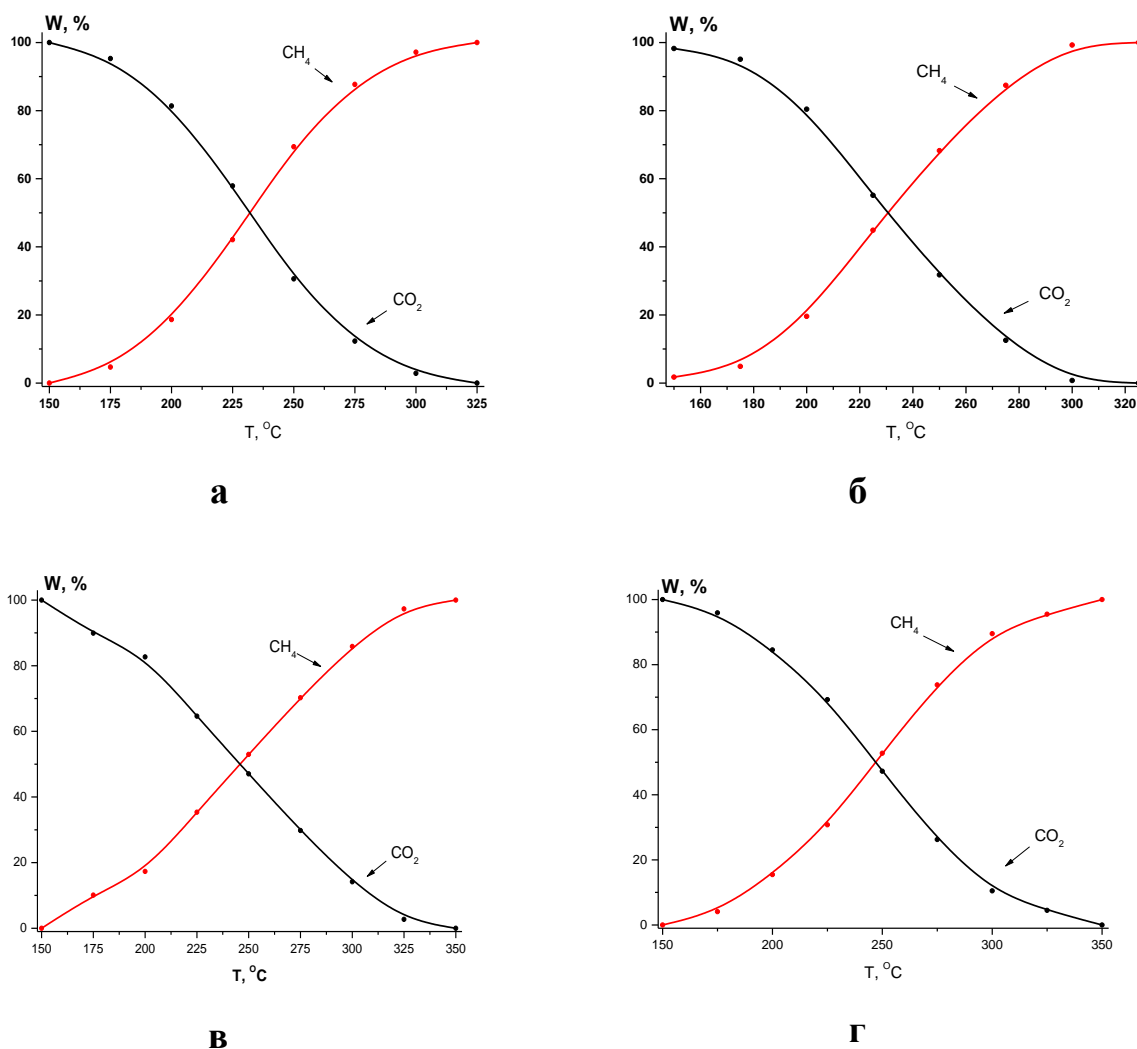 W, %
100
80
60
40
20
0
CH₄
CO₂
150 175 200 225 250 275 300 325
T, °C
а
W, %
100
80
60
40
20
0
CH₄
CO₂
160 180 200 220 240 260 280 300 320
T, °C
б
W, %
100
80
60
40
20
0
CH₄
CO₂
150 175 200 225 250 275 300 325 350
T, °C
в
W, %
100
80
60
40
20
0
CH₄
CO₂
150 200 250 300 350
T, °C
г